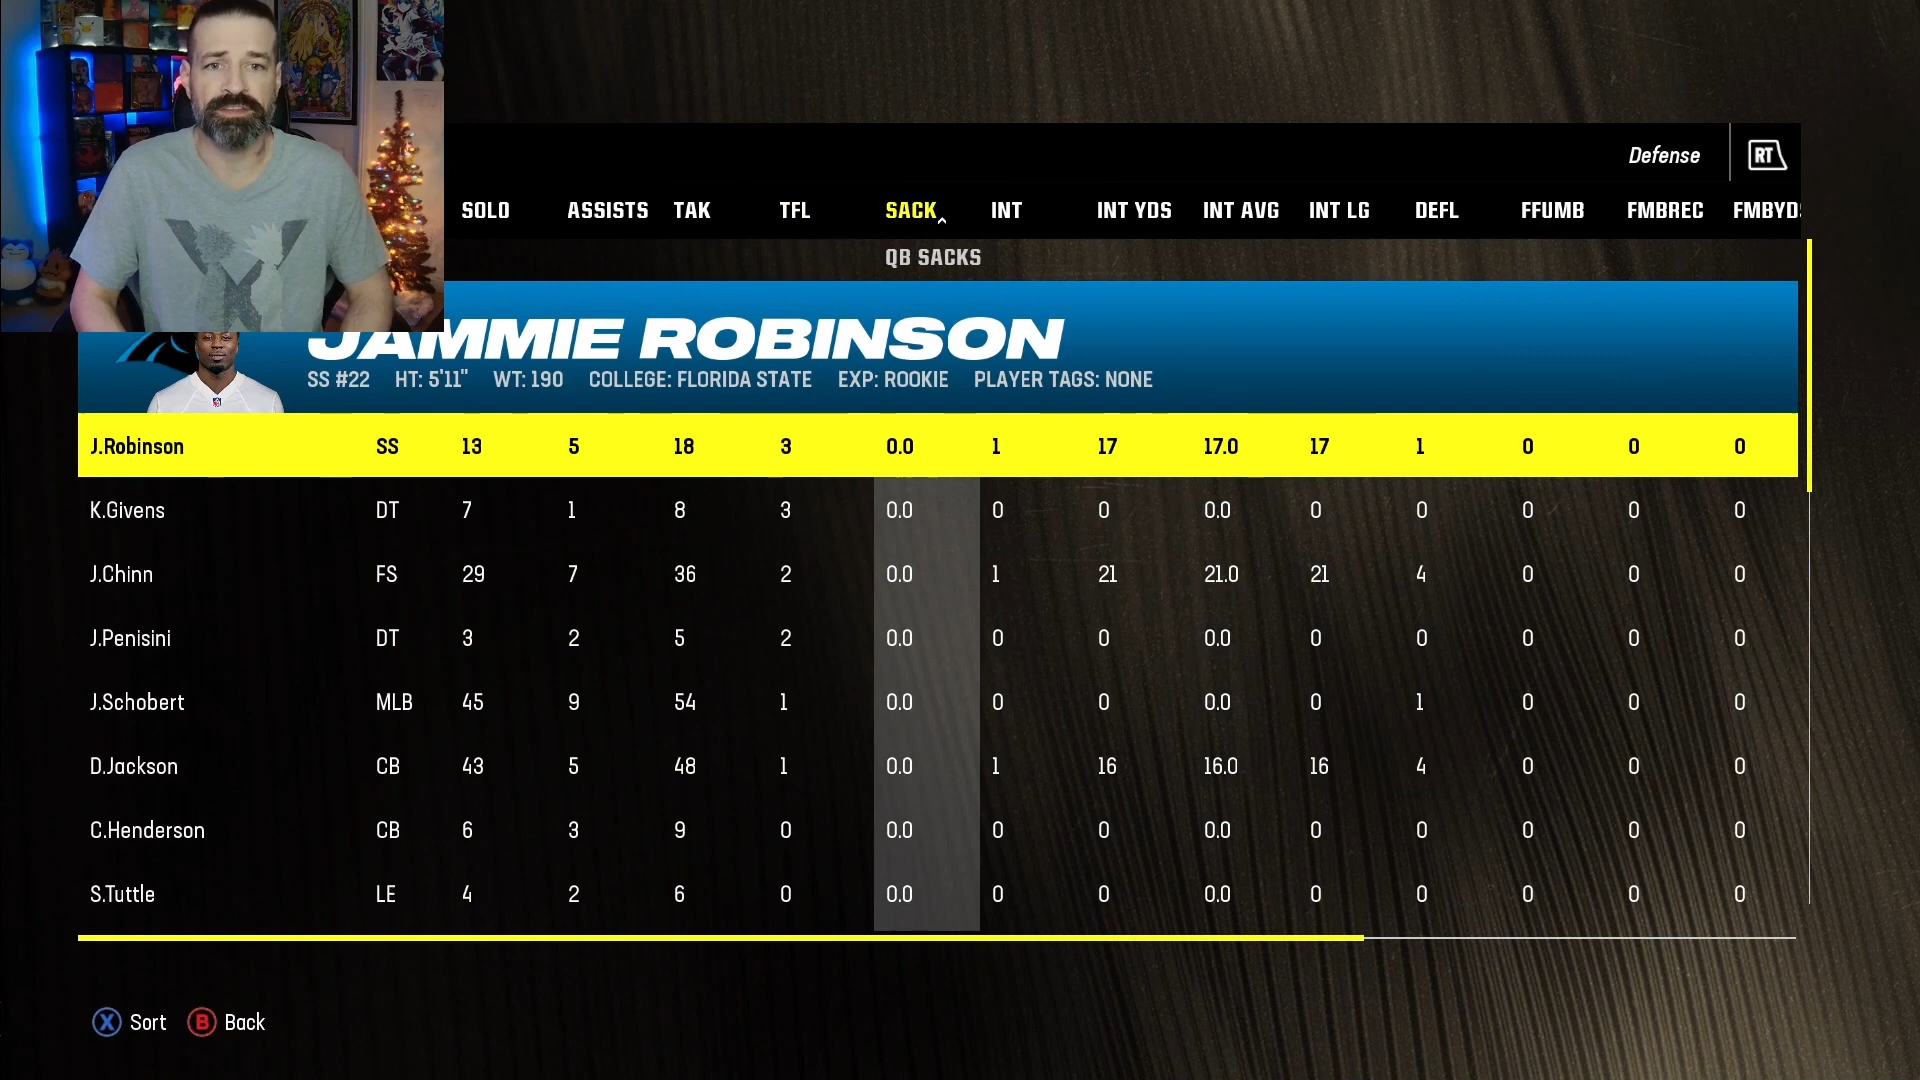 Defense RT
SOLO ASSISTS TAK TFL SACK INT INT YDS INT AVG INT LG DEFL FFUMB FMBREC FMBYD
QB SACKS
JAMMIE ROBINSON
SS #22 HT: 5'11" WT: 190 COLLEGE: FLORIDA STATE EXP: ROOKIE PLAYER TAGS: NONE
J.Robinson SS 13 5 18 3 0.0 1 17 17.0 17 1 0 0 0
K.Givens DT 7 1 8 3 0.0 0 0 0.0 0 0 0 0 0
J.Chinn FS 29 7 36 2 0.0 1 21 21.0 21 4 0 0 0
J.Penisini DT 3 2 5 2 0.0 0 0 0.0 0 0 0 0 0
J.Schobert MLB 45 9 54 1 0.0 0 0 0.0 0 1 0 0 0
D.Jackson CB 43 5 48 1 0.0 1 16 16.0 16 4 0 0 0
C.Henderson CB 6 3 9 0 0.0 0 0 0.0 0 0 0 0 0
S.Tuttle LE 4 2 6 0 0.0 0 0 0.0 0 0 0 0 0
X Sort B Back